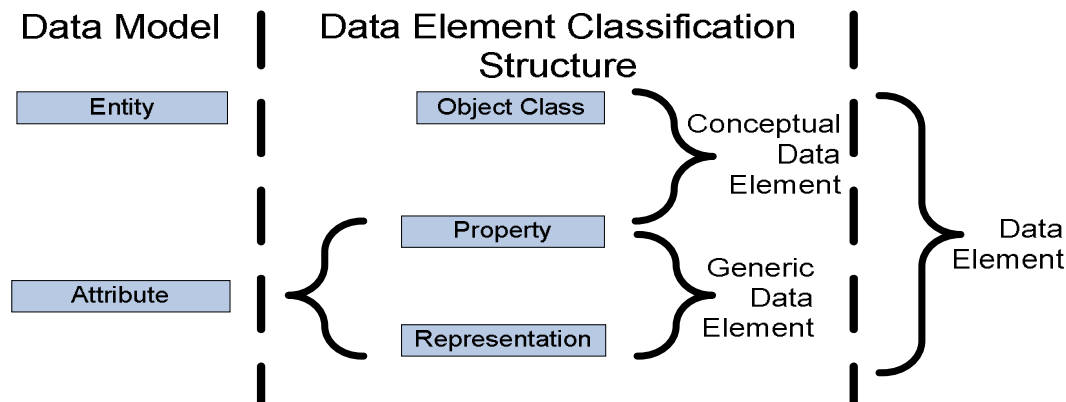 Data Model
Data Element Classification
Structure
Entity
Object Class
Conceptual
Data
Element
Property
Data
Element
Attribute
Generic
Data
Element
Representation